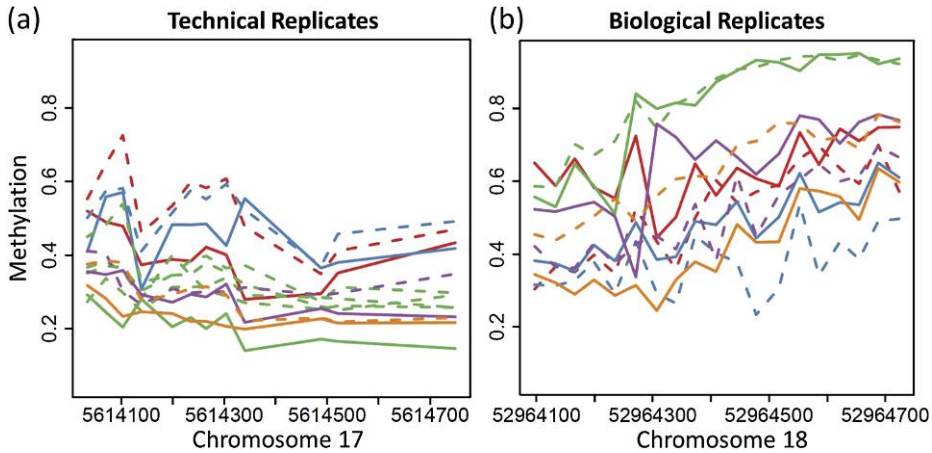 (a) Technical Replicates
(b) Biological Replicates
Methylation
0.8
0.6
0.4
0.2
5614100 5614300 5614500 5614700
Chromosome 17
0.8
0.6
0.4
0.2
52964100 52964300 52964500 52964700
Chromosome 18